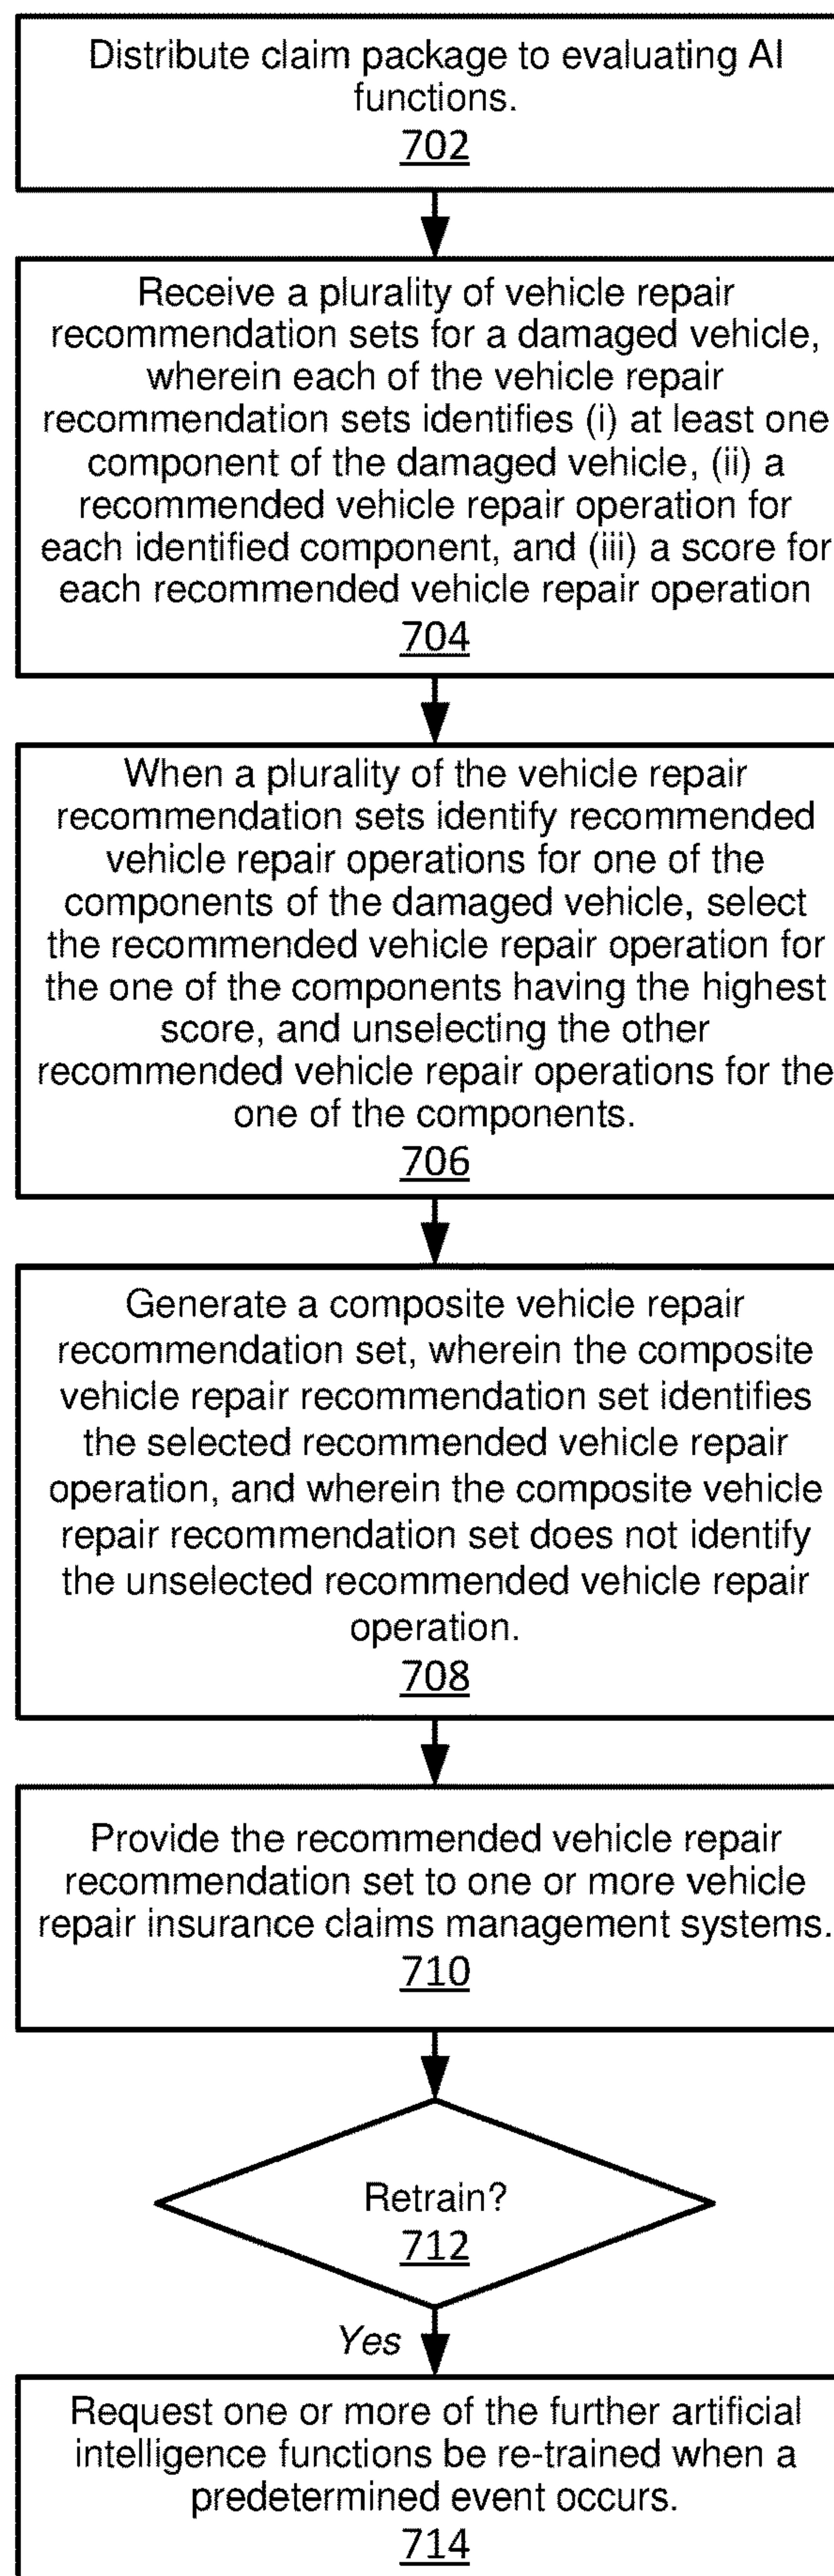 Distribute claim package to evaluating AI
functions.
702
Receive a plurality of vehicle repair
recommendation sets for a damaged vehicle,
wherein each of the vehicle repair
recommendation sets identifies (i) at least one
component of the damaged vehicle, (ii) a
recommended vehicle repair operation for
each identified component, and (iii) a score for
each recommended vehicle repair operation
704
When a plurality of the vehicle repair
recommendation sets identify recommended
vehicle repair operations for one of the
components of the damaged vehicle, select
the recommended vehicle repair operation for
the one of the components having the highest
score, and unselecting the other
recommended vehicle repair operations for the
one of the components.
706
Generate a composite vehicle repair
recommendation set, wherein the composite
vehicle repair recommendation set identifies
the selected recommended vehicle repair
operation, and wherein the composite vehicle
repair recommendation set does not identify
the unselected recommended vehicle repair
operation.
708
Provide the recommended vehicle repair
recommendation set to one or more vehicle
repair insurance claims management systems.
710
Retrain?
712
Yes
Request one or more of the further artificial
intelligence functions be re-trained when a
predetermined event occurs.
714